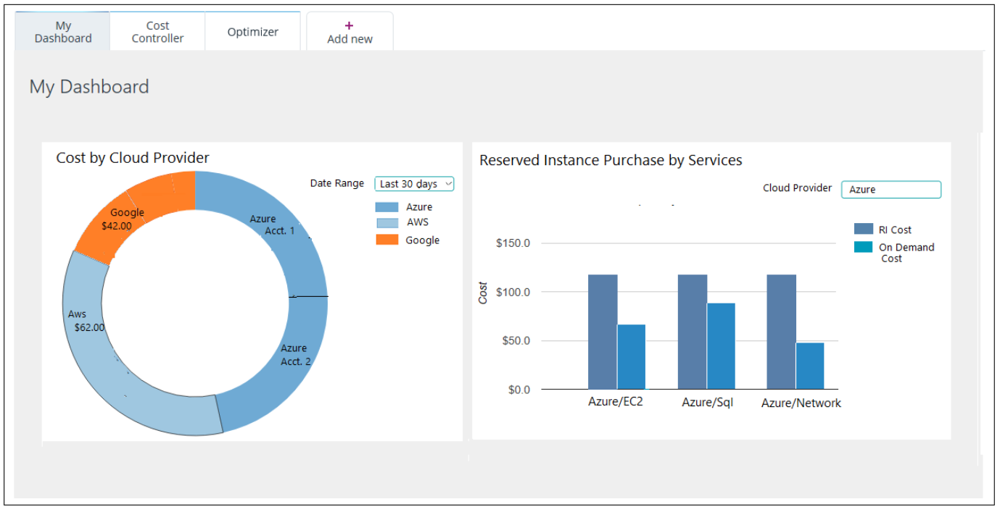 My
Dashboard
Cost
Controller
Optimizer
+
Add new
My Dashboard
Cost by Cloud Provider
Date Range
Last 30 days
Azure
AWS
Google
Google
$42.00
Azure
Acct. 1
Aws
$62.00
Azure
Acct. 2
Reserved Instance Purchase by Services
Cloud Provider
Azure
RI Cost
On Demand
Cost
Cost
$150.0
$100.0
$50.0
$0.0
Azure/EC2
Azure/Sql
Azure/Network